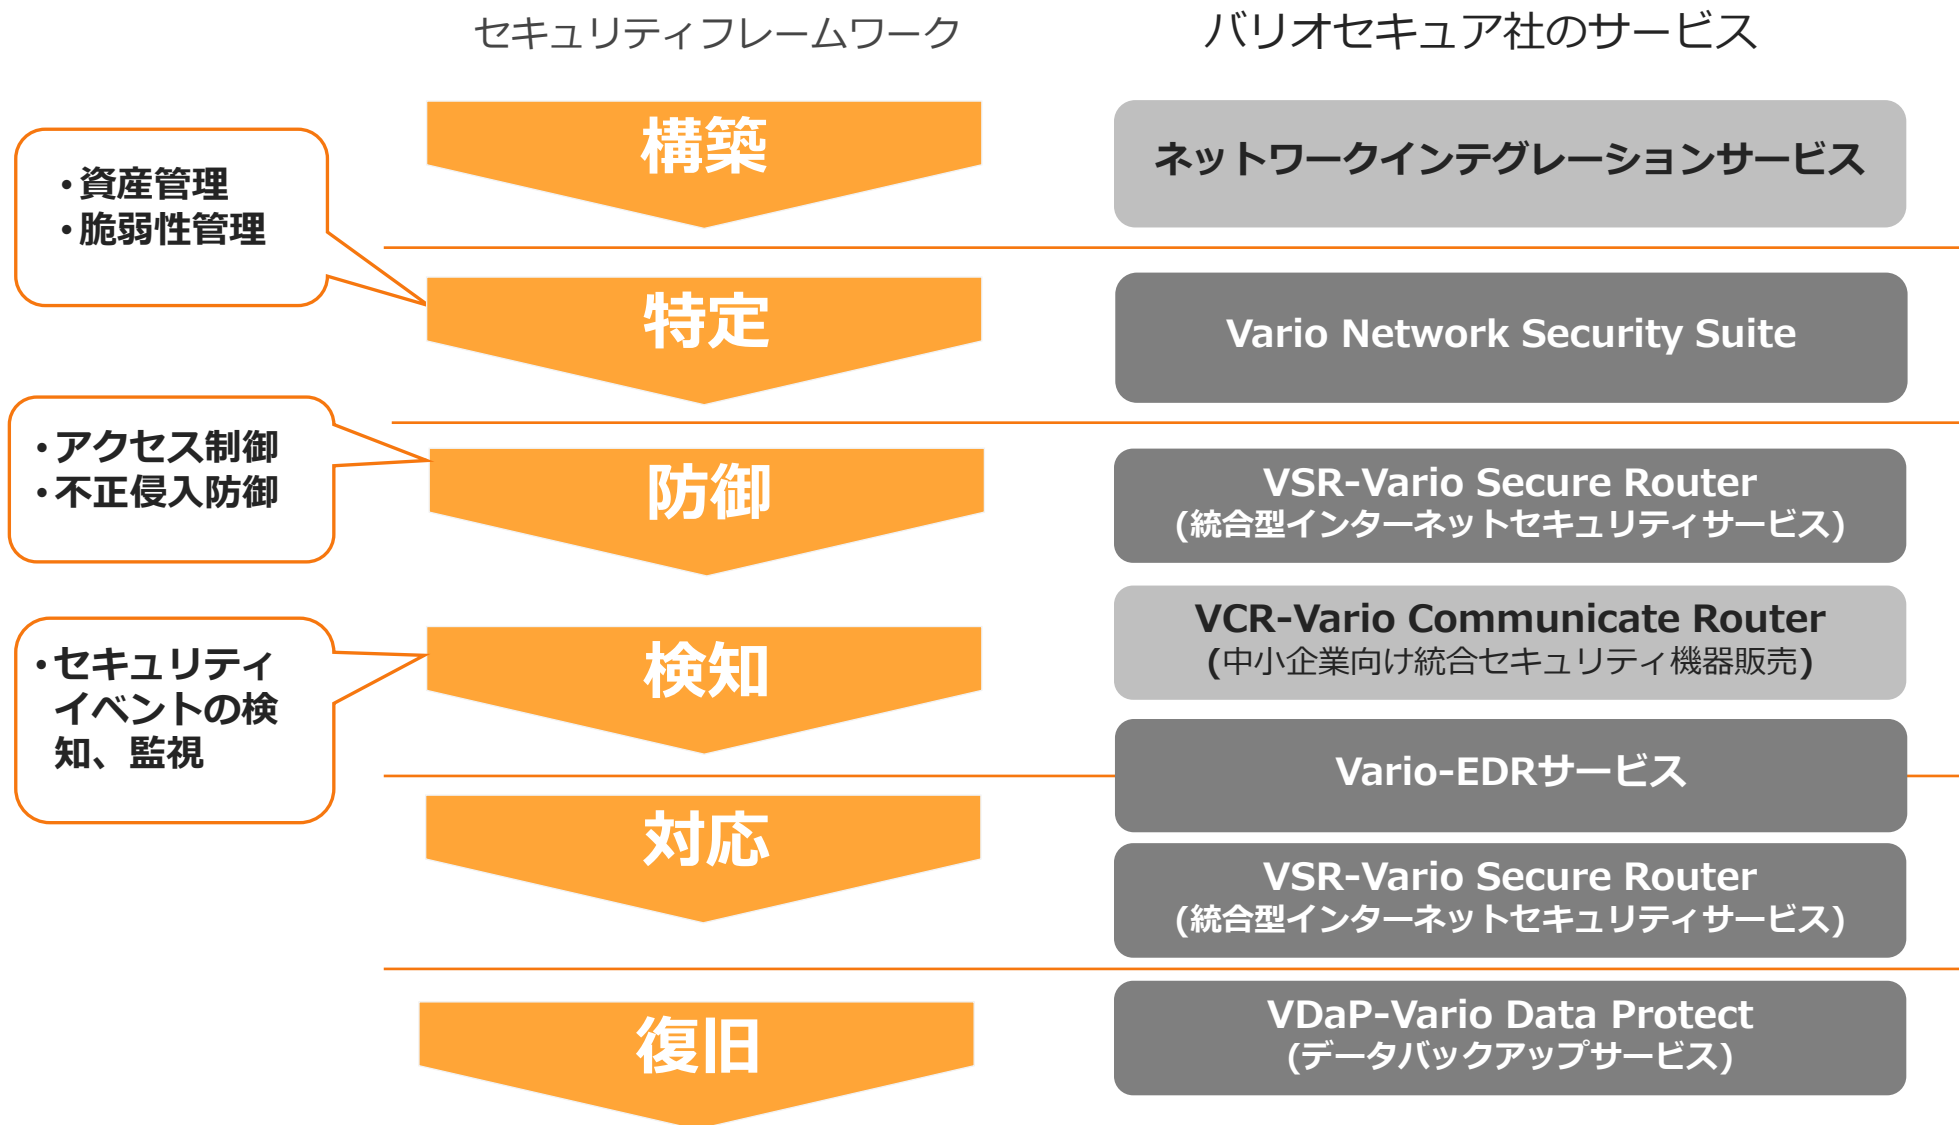 セキュリティフレームワーク
バリオセキュア社のサービス
構築
ネットワークインテグレーションサービス
・資産管理
・脆弱性管理
特定
Vario Network Security Suite
・アクセス制御
・不正侵入防御
防御
VSR-Vario Secure Router
(統合型インターネットセキュリティサービス)
VCR-Vario Communicate Router
(中小企業向け統合セキュリティ機器販売)
・セキュリティ
イベントの検
知、監視
検知
Vario-EDRサービス
対応
VSR-Vario Secure Router
(統合型インターネットセキュリティサービス)
復旧
VDaP-Vario Data Protect
(データバックアップサービス)